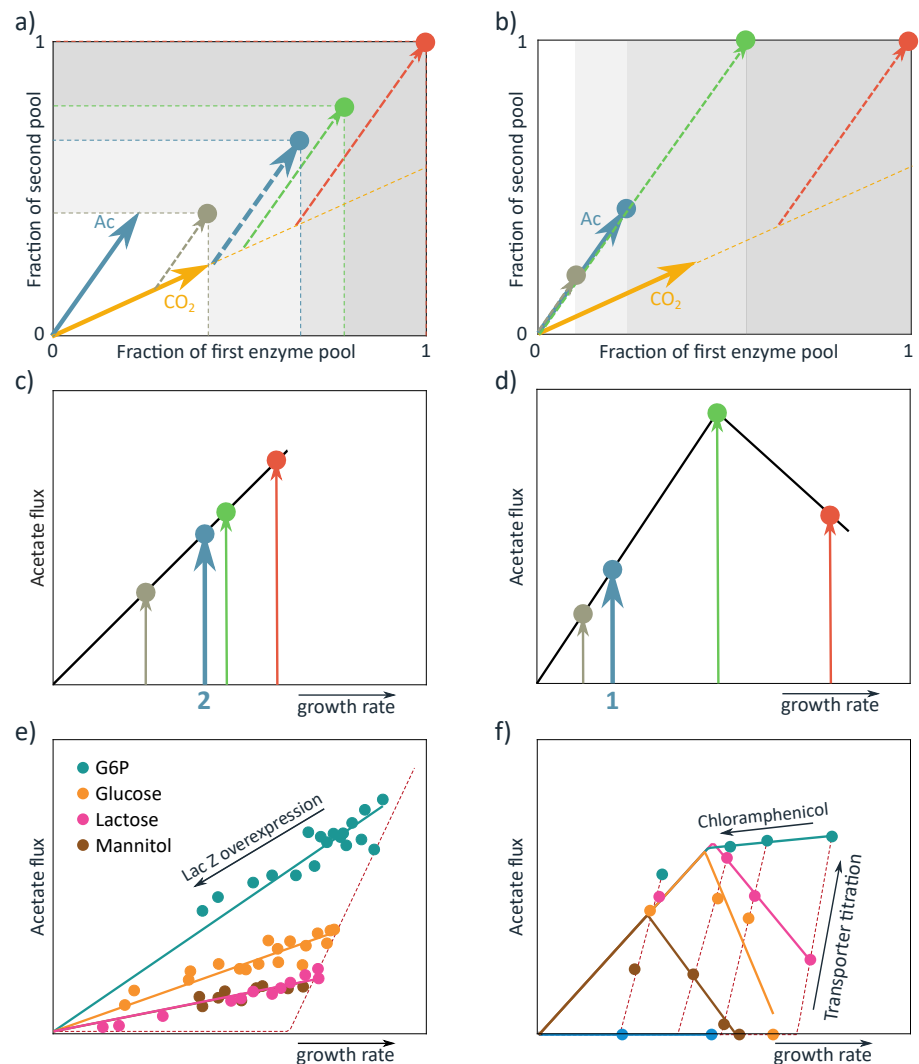 a)
1
Fraction of second pool
Ac
CO₂
0
0
Fraction of first enzyme pool
1
b)
1
Fraction of second pool
Ac
CO₂
0
0
Fraction of first enzyme pool
1
c)
Acetate flux
2
growth rate
d)
Acetate flux
1
growth rate
e)
G6P
Glucose
Lactose
Mannitol
Lac Z overexpression
Acetate flux
growth rate
f)
Chloramphenicol
Transporter titration
Acetate flux
growth rate